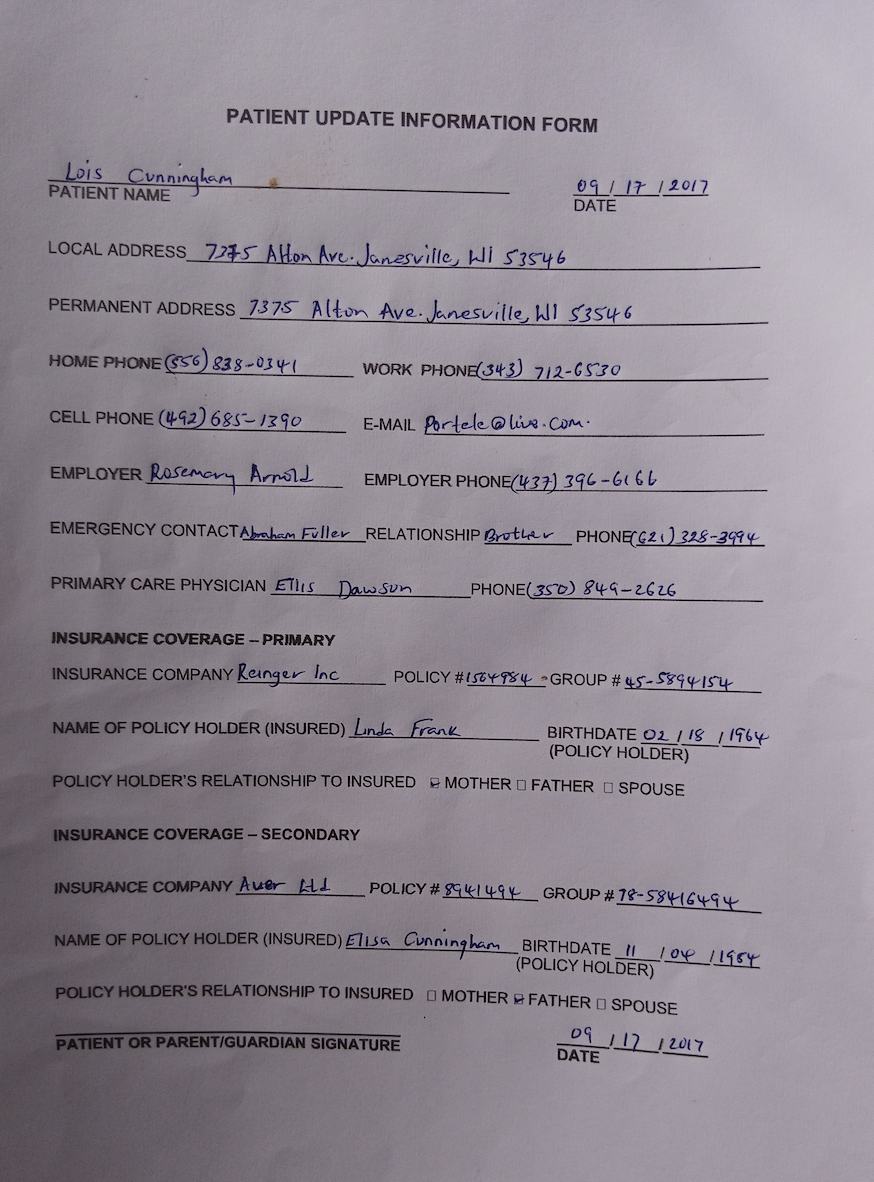 PATIENT UPDATE INFORMATION FORM
Lois Cunningham 09 / 17 / 2017
PATIENT NAME DATE
LOCAL ADDRESS 7375 Alton Ave. Janesville, WI 53546
PERMANENT ADDRESS 7375 Alton Ave. Janesville, WI 53546
HOME PHONE (556) 838-0341 WORK PHONE (343) 712-6530
CELL PHONE (492) 685-1390 E-MAIL Portele@live.com.
EMPLOYER Rosemary Arnold EMPLOYER PHONE (437) 396-6166
EMERGENCY CONTACT Abraham Fuller RELATIONSHIP Brother PHONE (621) 328-3994
PRIMARY CARE PHYSICIAN Ellis Dawson PHONE (350) 849-2626
INSURANCE COVERAGE – PRIMARY
INSURANCE COMPANY Reinger Inc POLICY # 1564984 GROUP # 45-5894154
NAME OF POLICY HOLDER (INSURED) Linda Frank BIRTHDATE 02 / 18 / 1964
(POLICY HOLDER)
POLICY HOLDER'S RELATIONSHIP TO INSURED ☑ MOTHER ☐ FATHER ☐ SPOUSE
INSURANCE COVERAGE – SECONDARY
INSURANCE COMPANY Auer Ltd POLICY # 8941494 GROUP # 78-58416494
NAME OF POLICY HOLDER (INSURED) Elisa Cunningham BIRTHDATE 11 / 04 / 1954
(POLICY HOLDER)
POLICY HOLDER'S RELATIONSHIP TO INSURED ☐ MOTHER ☑ FATHER ☐ SPOUSE
09 / 17 / 2017
PATIENT OR PARENT/GUARDIAN SIGNATURE DATE